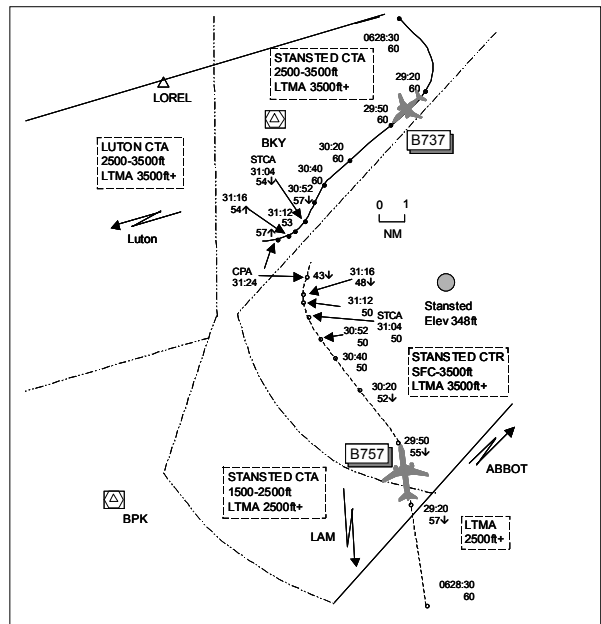 0628:30
60
STANSTED CTA
2500-3500ft
LTMA 3500ft+
29:20
60
LOREL
29:50
60
B737
BKY
LUTON CTA
2500-3500ft
LTMA 3500ft+
30:20
60
STCA
31:04
54↓
30:40
60
30:52
57↓
31:16
54↑
31:12
53
0 1
NM
57↑
Luton
CPA
31:24
43↓
31:16
48↓
Stansted
Elev 348ft
31:12
50
STCA
31:04
50
30:52
50
STANSTED CTR
SFC-3500ft
LTMA 3500ft+
30:40
50
30:20
52↓
29:50
55↓
B757
ABBOT
STANSTED CTA
1500-2500ft
LTMA 2500ft+
BPK
29:20
57↓
LAM
LTMA
2500ft+
0628:30
60